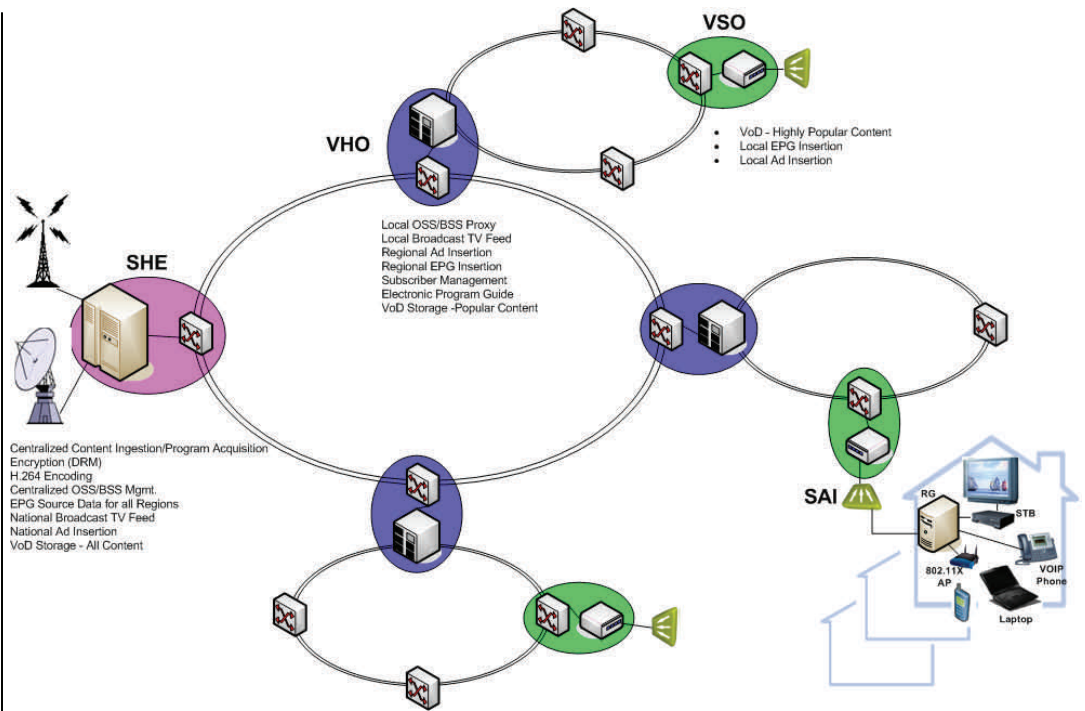 VSO
VHO
• VoD - Highly Popular Content
• Local EPG Insertion
• Local Ad Insertion
Local OSS/BSS Proxy
Local Broadcast TV Feed
Regional Ad Insertion
Regional EPG Insertion
Subscriber Management
Electronic Program Guide
VoD Storage -Popular Content
SHE
Centralized Content Ingestion/Program Acquisition
Encryption (DRM)
H.264 Encoding
Centralized OSS/BSS Mgmt.
EPG Source Data for all Regions
National Broadcast TV Feed
National Ad Insertion
VoD Storage - All Content
SAI
RG
STB
802.11X
AP
VOIP
Phone
Laptop